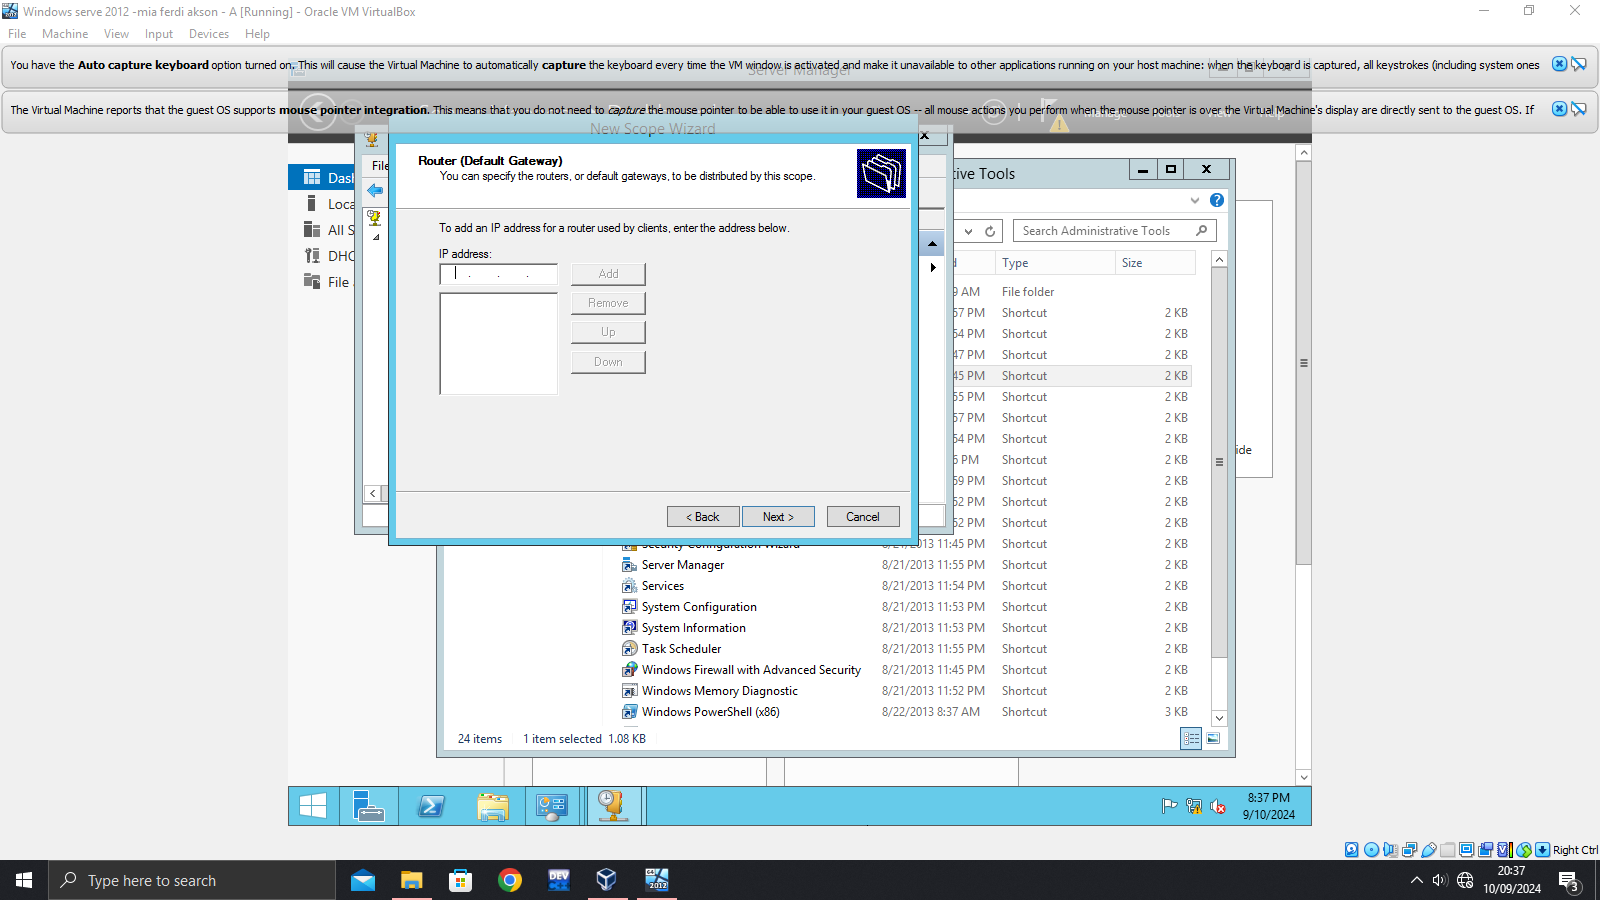 Windows serve 2012 -mia ferdi akson - A [Running] - Oracle VM VirtualBox
File Machine View Input Devices Help
You have the Auto capture keyboard option turned on. This will cause the Virtual Machine to automatically capture the keyboard every time the VM window is activated and make it unavailable to other applications running on your host machine: when the keyboard is captured, all keystrokes (including system ones
Server Manager
The Virtual Machine reports that the guest OS supports mouse pointer integration. This means that you do not need to capture the mouse pointer to be able to use it in your guest OS -- all mouse actions you perform when the mouse pointer is over the Virtual Machine's display are directly sent to the guest OS. If
New Scope Wizard
Router (Default Gateway)
You can specify the routers, or default gateways, to be distributed by this scope.
To add an IP address for a router used by clients, enter the address below.
IP address:
. . .
Add
Remove
Up
Down
< Back Next > Cancel
File
Dash
Loca
All S
DHC
File
ive Tools
Search Administrative Tools
d Type Size
9 AM File folder
57 PM Shortcut 2 KB
54 PM Shortcut 2 KB
47 PM Shortcut 2 KB
45 PM Shortcut 2 KB
55 PM Shortcut 2 KB
57 PM Shortcut 2 KB
54 PM Shortcut 2 KB
5 PM Shortcut 2 KB
59 PM Shortcut 2 KB
52 PM Shortcut 2 KB
52 PM Shortcut 2 KB
Security Configuration Wizard 8/21/2013 11:45 PM Shortcut 2 KB
Server Manager 8/21/2013 11:55 PM Shortcut 2 KB
Services 8/21/2013 11:54 PM Shortcut 2 KB
System Configuration 8/21/2013 11:53 PM Shortcut 2 KB
System Information 8/21/2013 11:53 PM Shortcut 2 KB
Task Scheduler 8/21/2013 11:55 PM Shortcut 2 KB
Windows Firewall with Advanced Security 8/21/2013 11:45 PM Shortcut 2 KB
Windows Memory Diagnostic 8/21/2013 11:52 PM Shortcut 2 KB
Windows PowerShell (x86) 8/22/2013 8:37 AM Shortcut 3 KB
24 items 1 item selected 1.08 KB
ide
8:37 PM
9/10/2024
Right Ctrl
Type here to search
DEV
2012
20:37
10/09/2024
3